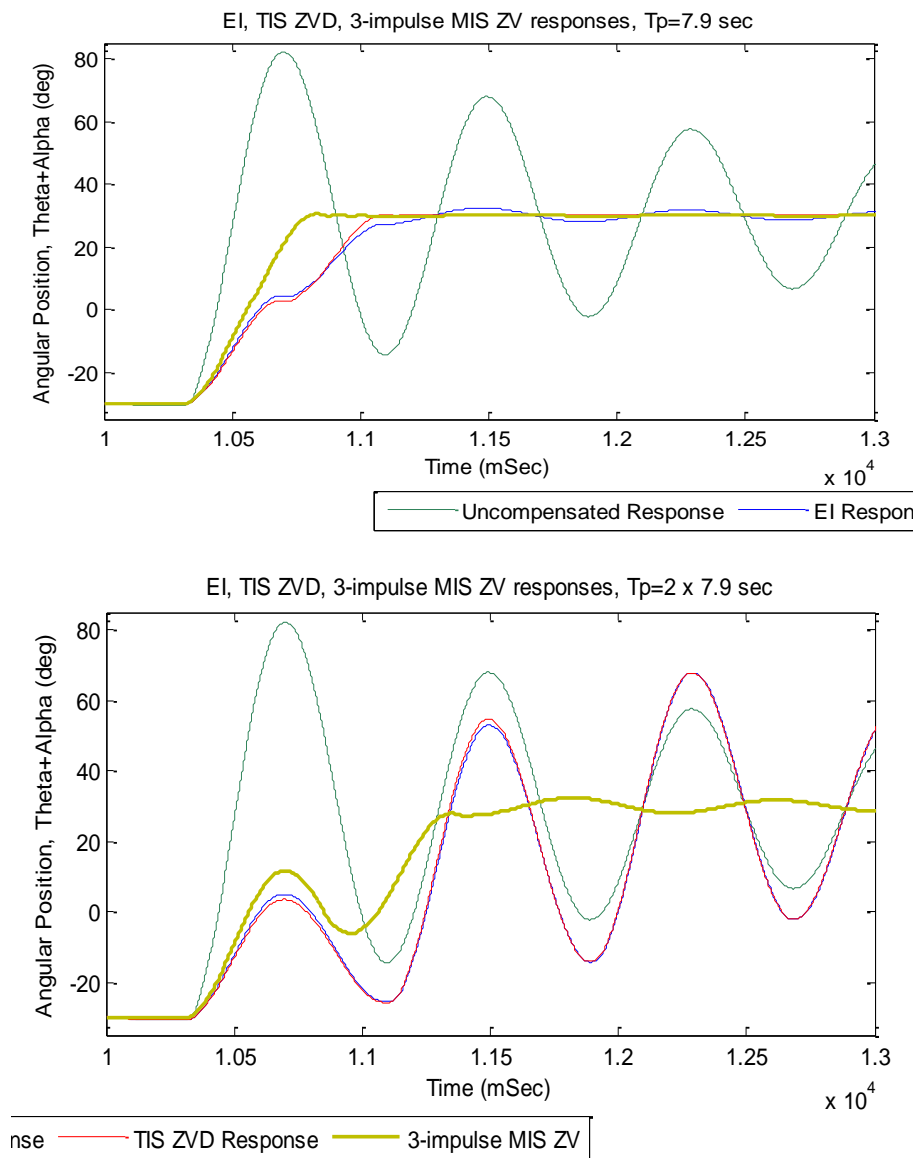 EI, TIS ZVD, 3-impulse MIS ZV responses, Tp=7.9 sec
Angular Position, Theta+Alpha (deg)
80
60
40
20
0
-20
1
1.05
1.1
1.15
1.2
1.25
1.3
Time (mSec)
x 10^4
Uncompensated Response
EI Respon
EI, TIS ZVD, 3-impulse MIS ZV responses, Tp=2 x 7.9 sec
Angular Position, Theta+Alpha (deg)
80
60
40
20
0
-20
1
1.05
1.1
1.15
1.2
1.25
1.3
Time (mSec)
x 10^4
nse
TIS ZVD Response
3-impulse MIS ZV